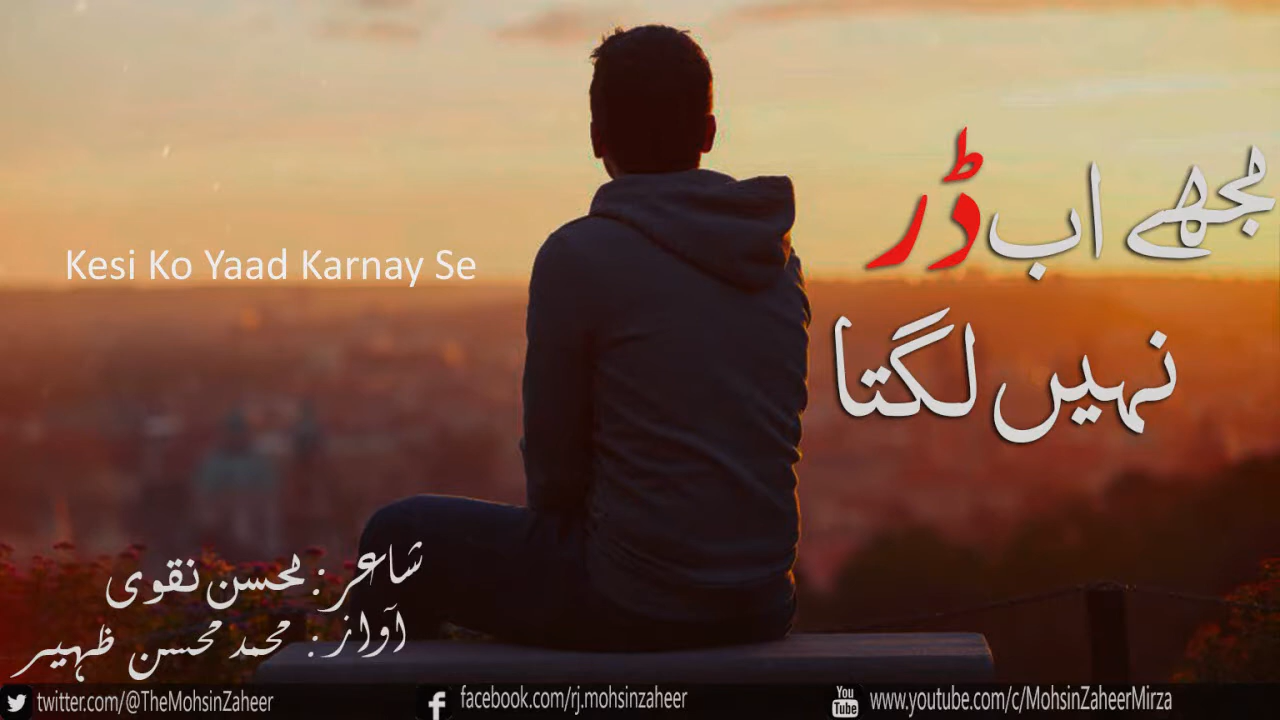 مجھے اب ڈر
نہیں لگتا
Kesi Ko Yaad Karnay Se
شاعر: محسن نقوی
آواز: محمد محسن ظہیر
twitter.com/@TheMohsinZaheer
facebook.com/rj.mohsinzaheer
You Tube
www.youtube.com/c/MohsinZaheerMirza